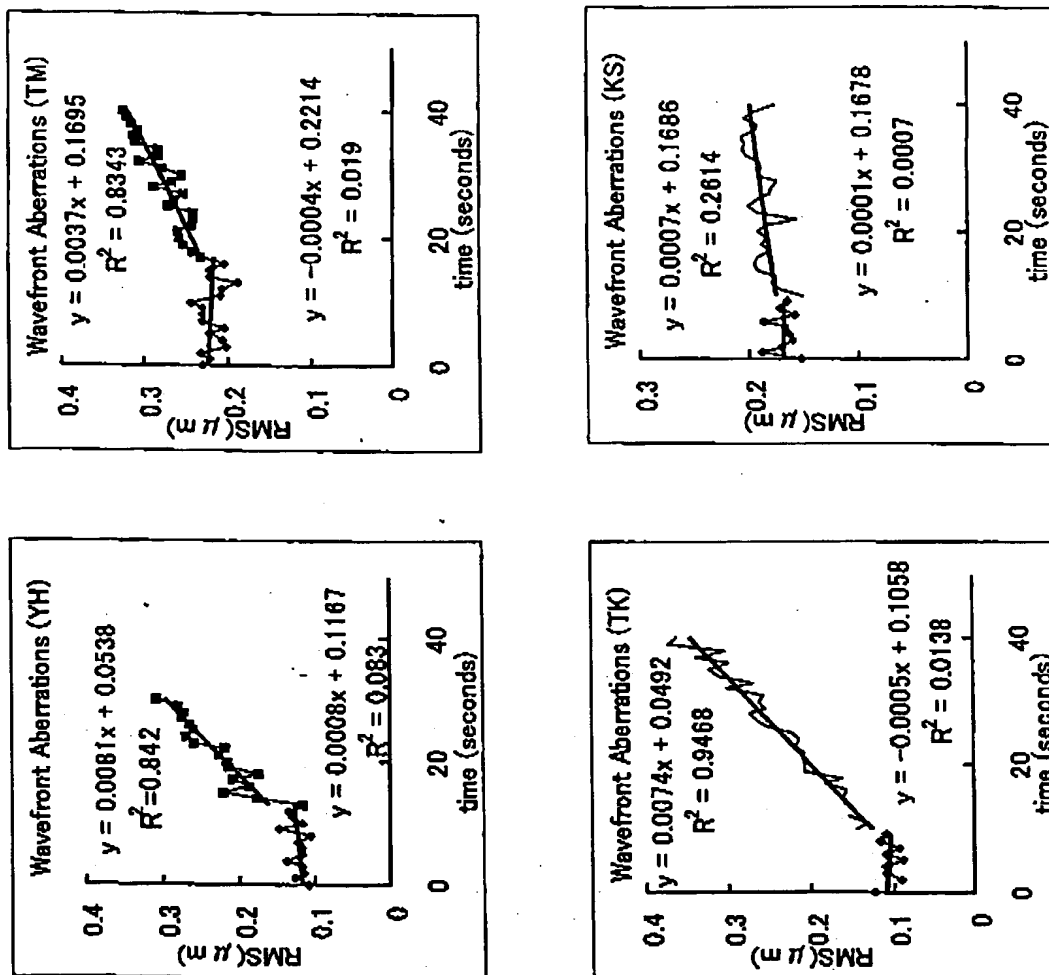 Wavefront Aberrations (YH)
y = 0.0081x + 0.0538
R² =0.842
y = 0.0008x + 0.1167
R² = 0.083
RMS(μm)
0.4
0.3
0.2
0.1
0
0
20
40
time (seconds)
Wavefront Aberrations (TM)
y = 0.0037x + 0.1695
R² = 0.8343
y = −0.0004x + 0.2214
R² = 0.019
RMS(μm)
0.4
0.3
0.2
0.1
0
0
20
40
time (seconds)
Wavefront Aberrations (TK)
y = 0.0074x + 0.0492
R² = 0.9468
y = −0.0005x + 0.1058
R² = 0.0138
RMS(μm)
0.4
0.3
0.2
0.1
0
0
20
40
time (seconds)
Wavefront Aberrations (KS)
y = 0.0007x + 0.1686
R² = 0.2614
y = 0.0001x + 0.1678
R² = 0.0007
RMS(μm)
0.3
0.2
0.1
0
0
20
40
time (seconds)